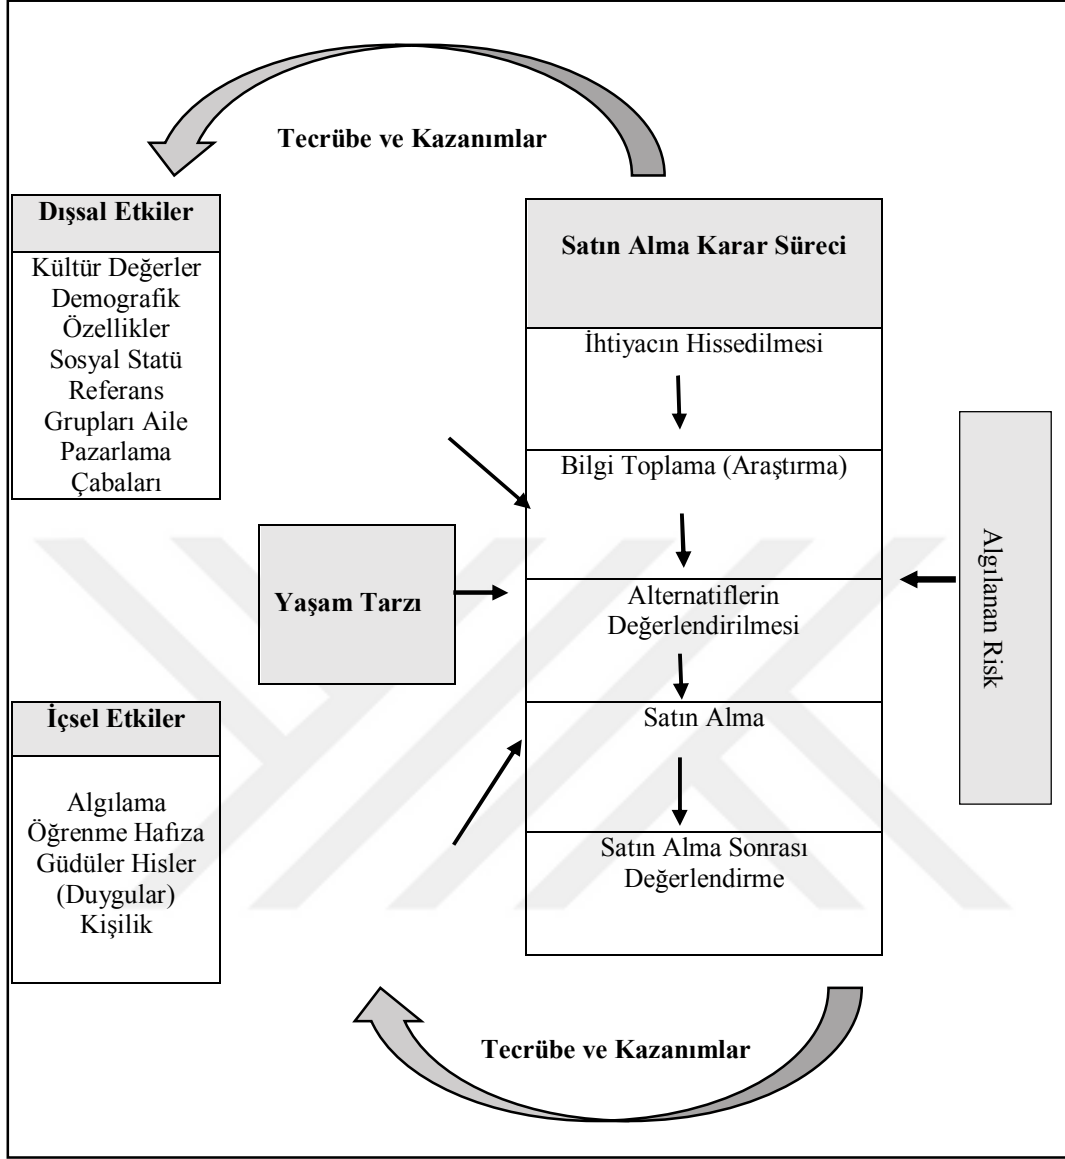 Tecrübe ve Kazanımlar
Dışsal Etkiler
Kültür Değerler
Demografik
Özellikler
Sosyal Statü
Referans
Grupları Aile
Pazarlama
Çabaları
Satın Alma Karar Süreci
İhtiyacın Hissedilmesi
Bilgi Toplama (Araştırma)
Alternatiflerin
Değerlendirilmesi
Satın Alma
Satın Alma Sonrası
Değerlendirme
Yaşam Tarzı
Algılanan Risk
İçsel Etkiler
Algılama
Öğrenme Hafıza
Güdüler Hisler
(Duygular)
Kişilik
Tecrübe ve Kazanımlar